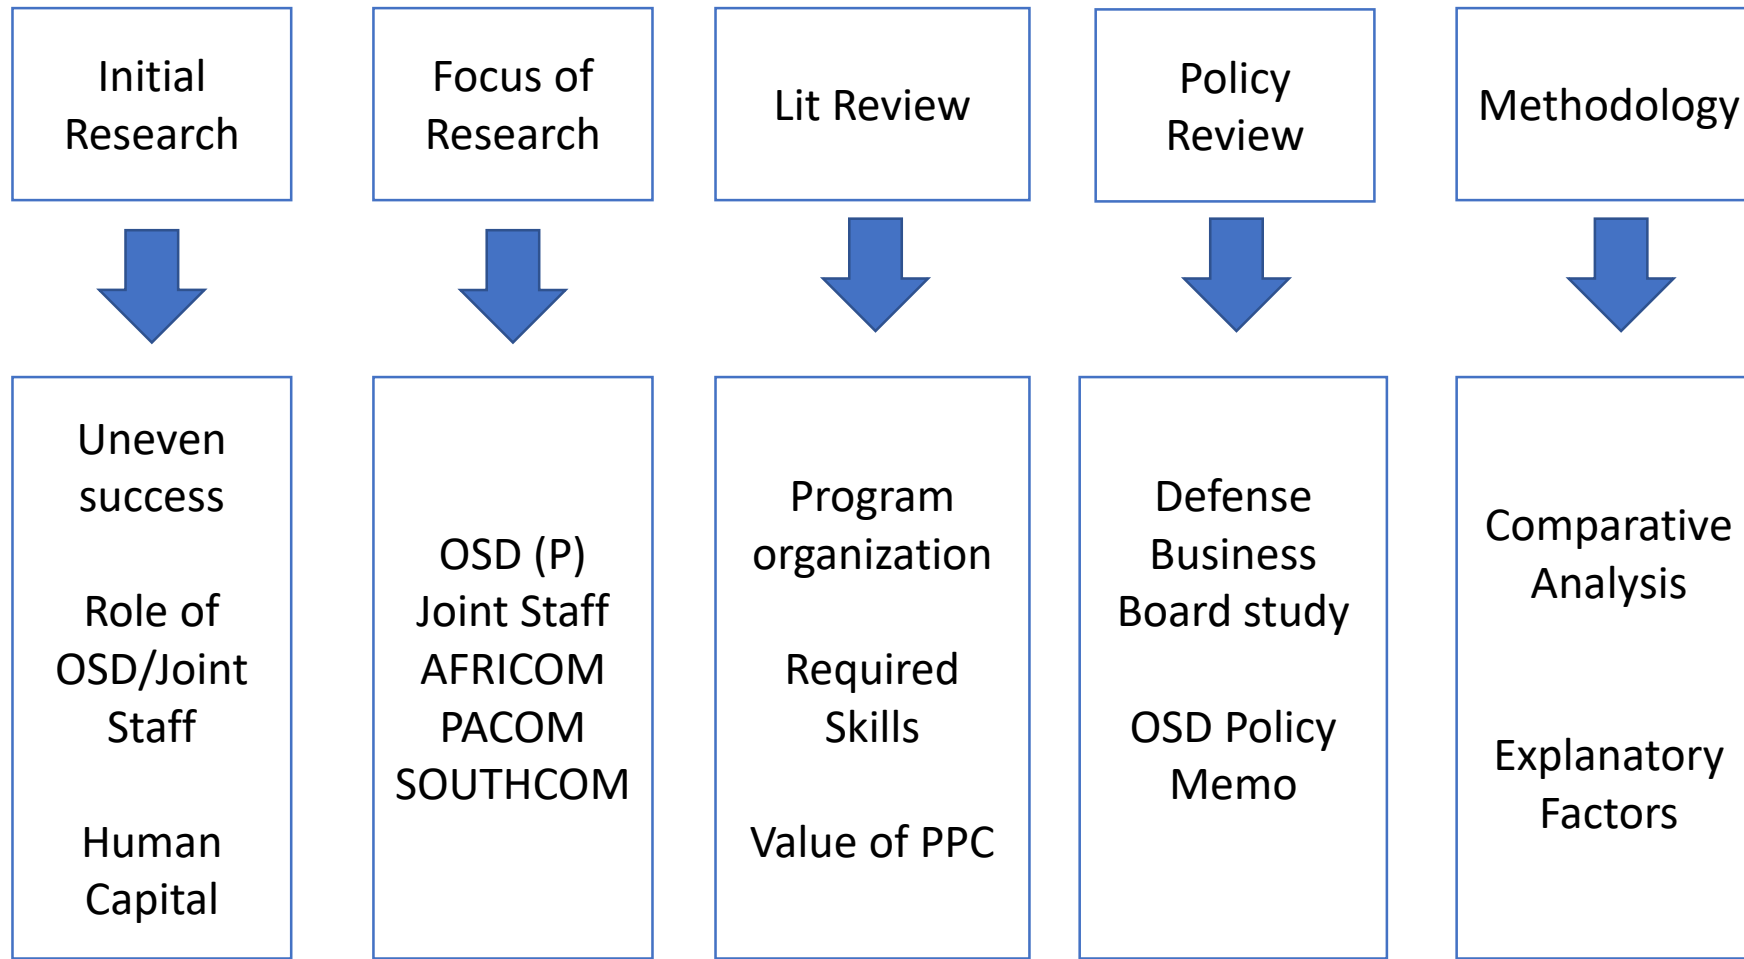 Initial
Research
Focus of
Research
Lit Review
Policy
Review
Methodology
Uneven
success
Role of
OSD/Joint
Staff
Human
Capital
OSD (P)
Joint Staff
AFRICOM
PACOM
SOUTHCOM
Program
organization
Required
Skills
Value of PPC
Defense
Business
Board study
OSD Policy
Memo
Comparative
Analysis
Explanatory
Factors